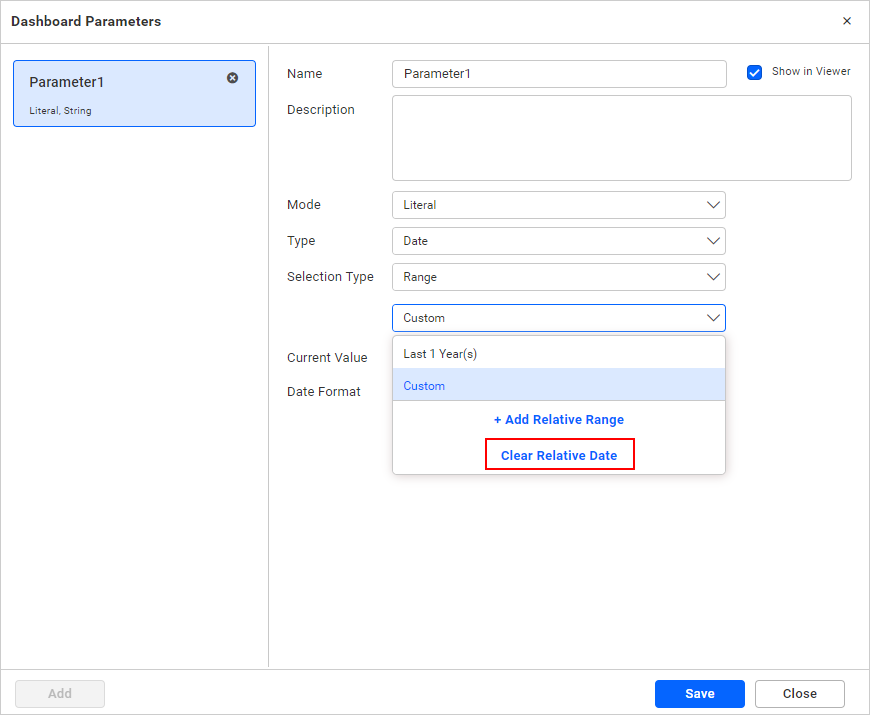 Dashboard Parameters
Parameter1
Literal, String
Name
Parameter1
Show in Viewer
Description
Mode
Literal
Type
Date
Selection Type
Range
Custom
Current Value
Last 1 Year(s)
Custom
Date Format
+ Add Relative Range
Clear Relative Date
Add
Save
Close